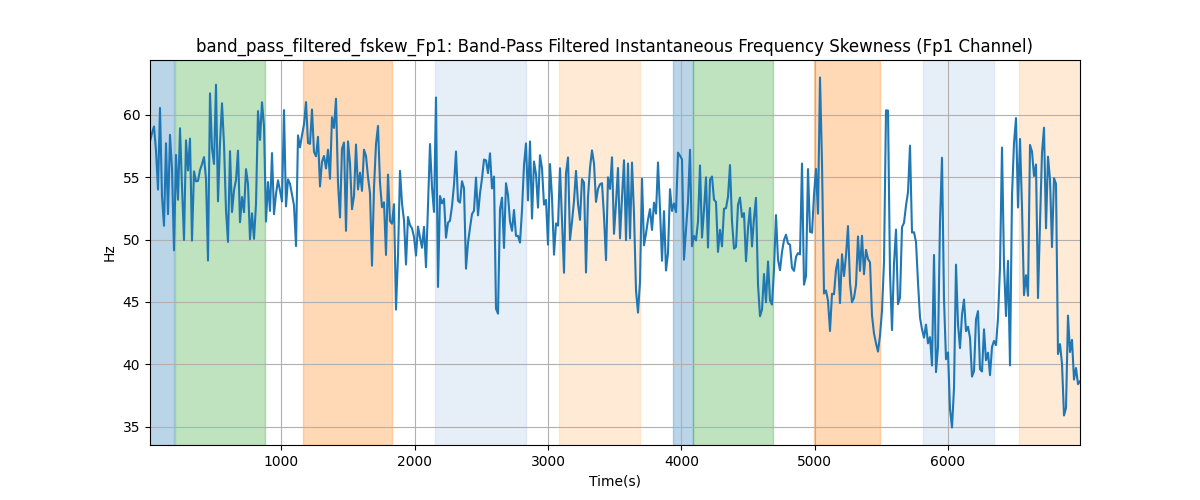 band_pass_filtered_fskew_Fp1: Band-Pass Filtered Instantaneous Frequency Skewness (Fp1 Channel)
60
55
50
45
40
35
Hz
1000 2000 3000 4000 5000 6000
Time(s)